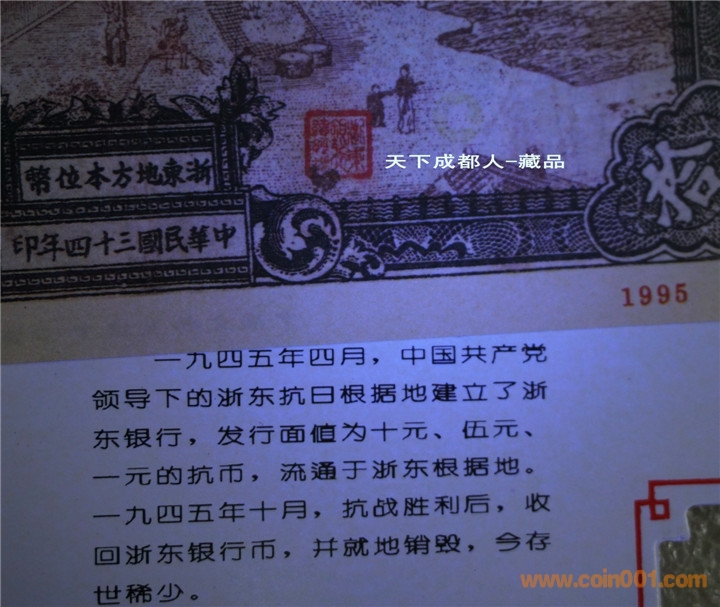 天下成都人-藏品
浙東地方本位幣
中華民國三十四年印
拾
1995
一九四五年四月，中国共产党
领导下的浙东抗日根据地建立了浙
东银行，发行面值为十元、伍元、
一元的抗币，流通于浙东根据地。
一九四五年十月，抗战胜利后，收
回浙东银行币，并就地销毁，今存
世稀少。
www.coin001.com